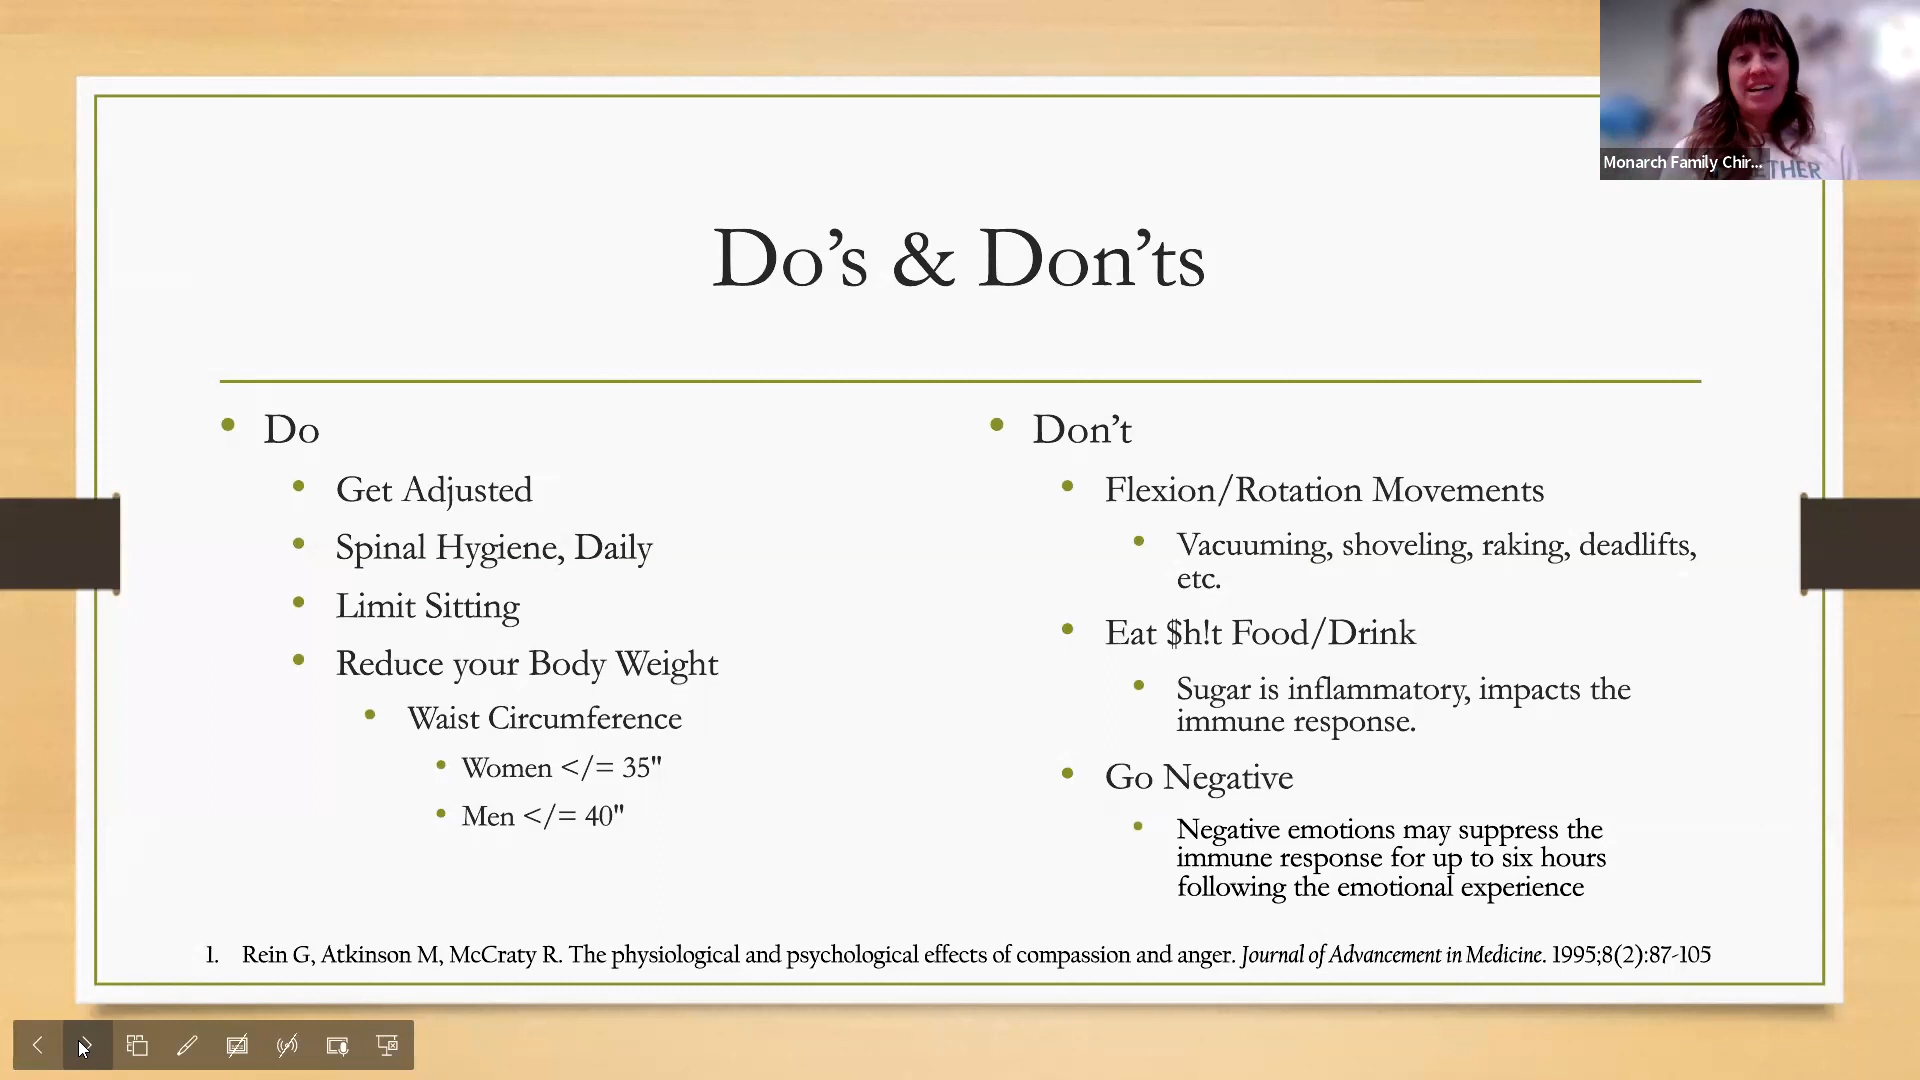 Monarch Family Chir...
ETHER
Do’s & Don’ts
• Do
• Get Adjusted
• Spinal Hygiene, Daily
• Limit Sitting
• Reduce your Body Weight
• Waist Circumference
• Women </= 35"
• Men </= 40"
• Don’t
• Flexion/Rotation Movements
• Vacuuming, shoveling, raking, deadlifts,
etc.
• Eat $h!t Food/Drink
• Sugar is inflammatory, impacts the
immune response.
• Go Negative
• Negative emotions may suppress the
immune response for up to six hours
following the emotional experience
1. Rein G, Atkinson M, McCraty R. The physiological and psychological effects of compassion and anger. Journal of Advancement in Medicine. 1995;8(2):87-105